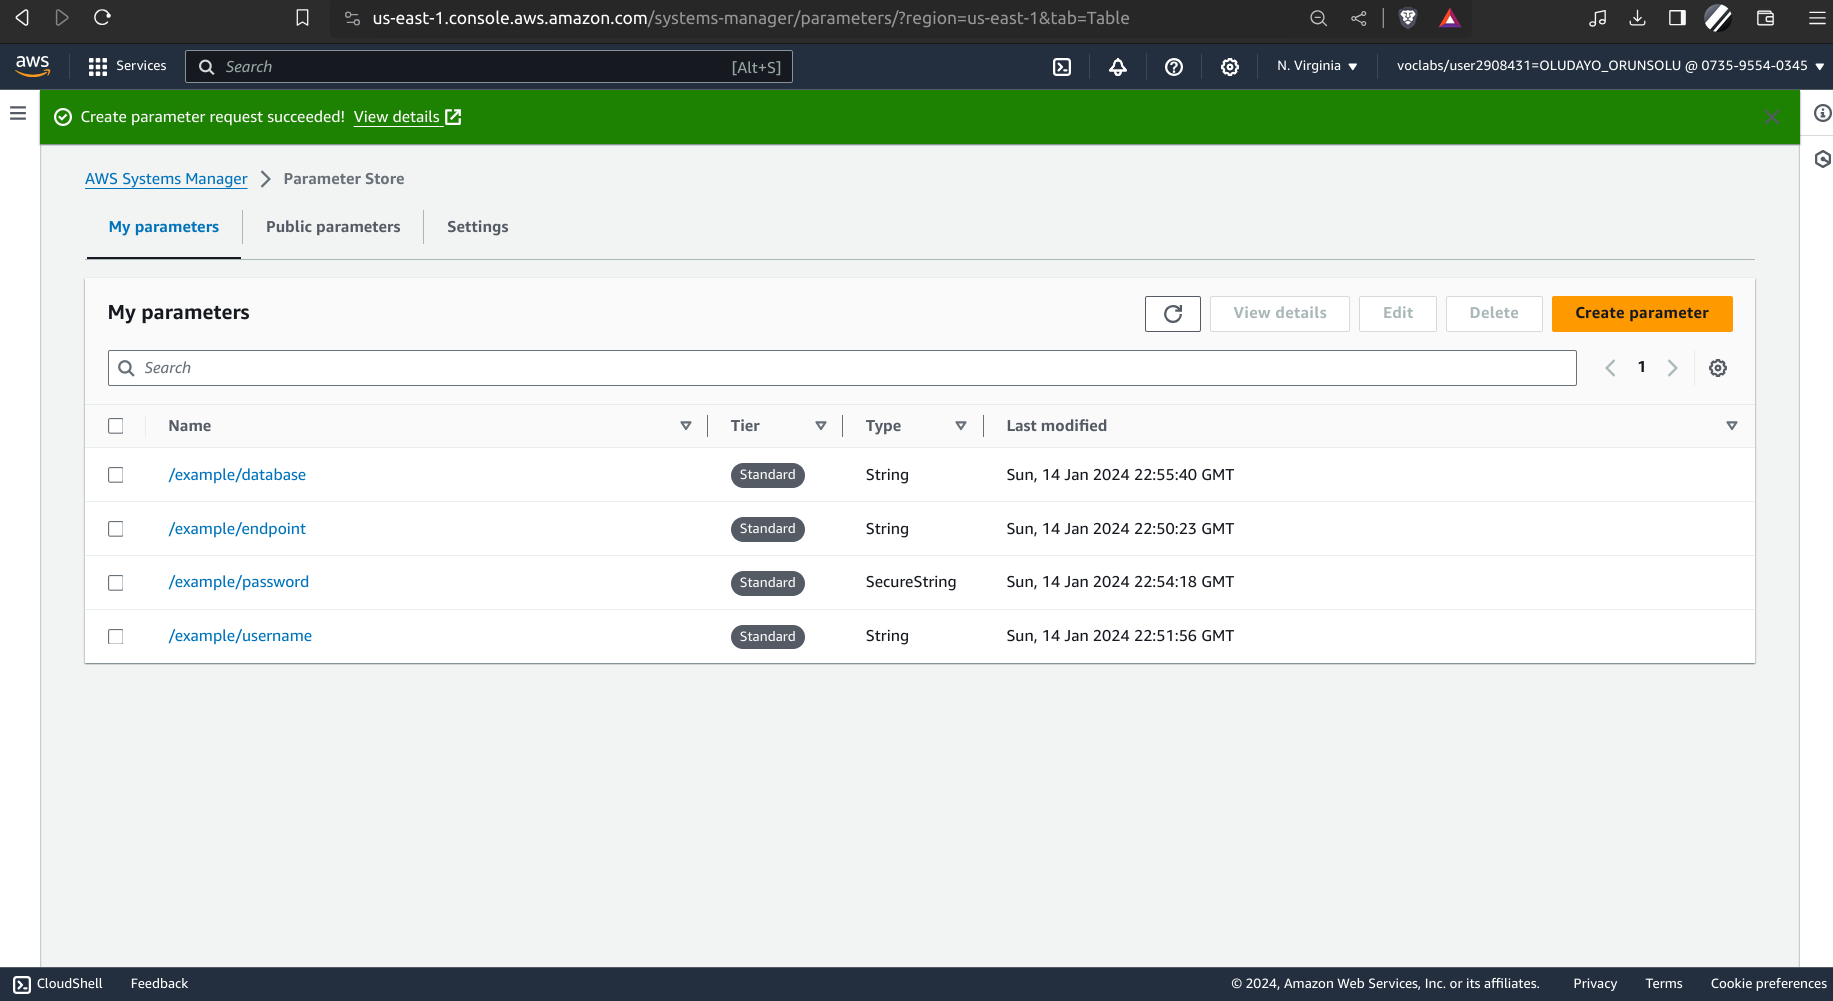 us-east-1.console.aws.amazon.com/systems-manager/parameters/?region=us-east-1&tab=Table
aws Services Search [Alt+S] N. Virginia voclabs/user2908431=OLUDAYO_ORUNSOLU @ 0735-9554-0345
Create parameter request succeeded! View details
AWS Systems Manager Parameter Store
My parameters Public parameters Settings
My parameters View details Edit Delete Create parameter
Search 1
Name Tier Type Last modified
/example/database Standard String Sun, 14 Jan 2024 22:55:40 GMT
/example/endpoint Standard String Sun, 14 Jan 2024 22:50:23 GMT
/example/password Standard SecureString Sun, 14 Jan 2024 22:54:18 GMT
/example/username Standard String Sun, 14 Jan 2024 22:51:56 GMT
CloudShell Feedback © 2024, Amazon Web Services, Inc. or its affiliates. Privacy Terms Cookie preferences